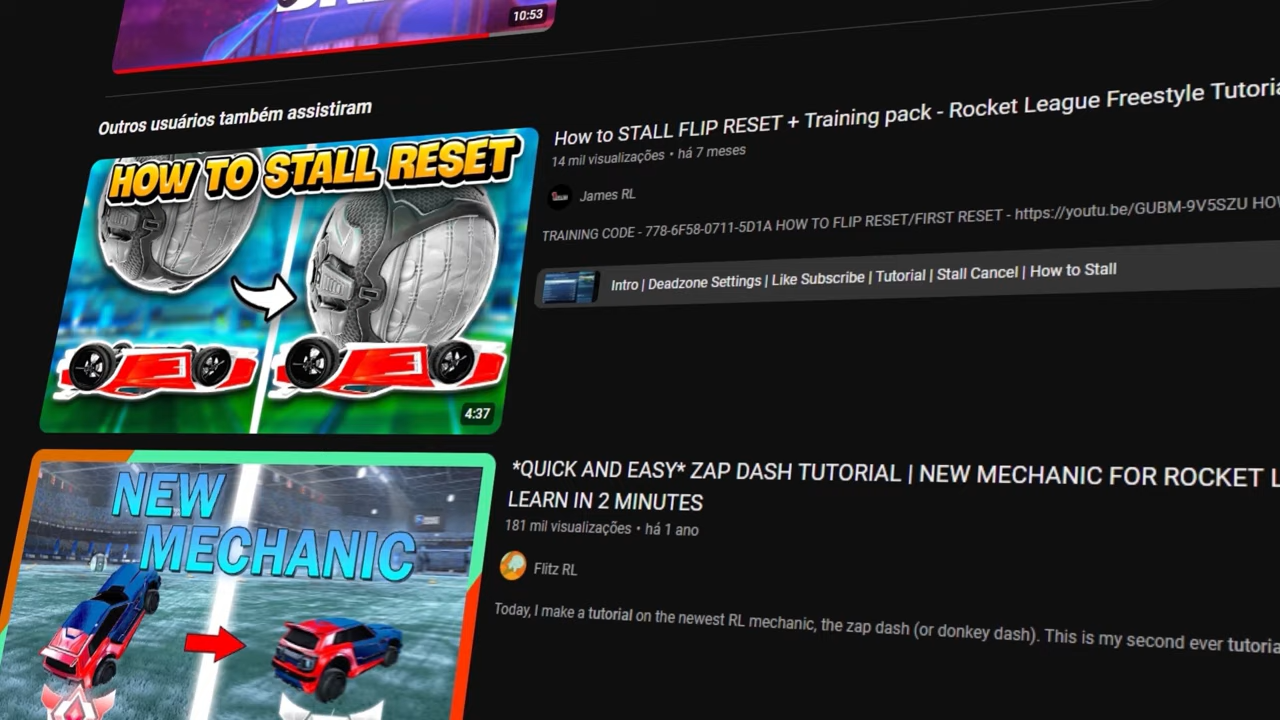 10:53
Outros usuários também assistiram
HOW TO STALL RESET
4:37
How to STALL FLIP RESET + Training pack - Rocket League Freestyle
14 mil visualizações • há 7 meses
James RL
TRAINING CODE - 778-6F58-0711-5D1A HOW TO FLIP RESET/FIRST RESET - https://youtu.be/GUBM-9V5SZU
Intro | Deadzone Settings | Like Subscribe | Tutorial | Stall Cancel | How to Stall
NEW
MECHANIC
*QUICK AND EASY* ZAP DASH TUTORIAL | NEW MECHANIC FOR ROCKET
LEARN IN 2 MINUTES
181 mil visualizações • há 1 ano
Flitz RL
Today, I make a tutorial on the newest RL mechanic, the zap dash (or donkey dash). This is my second ever